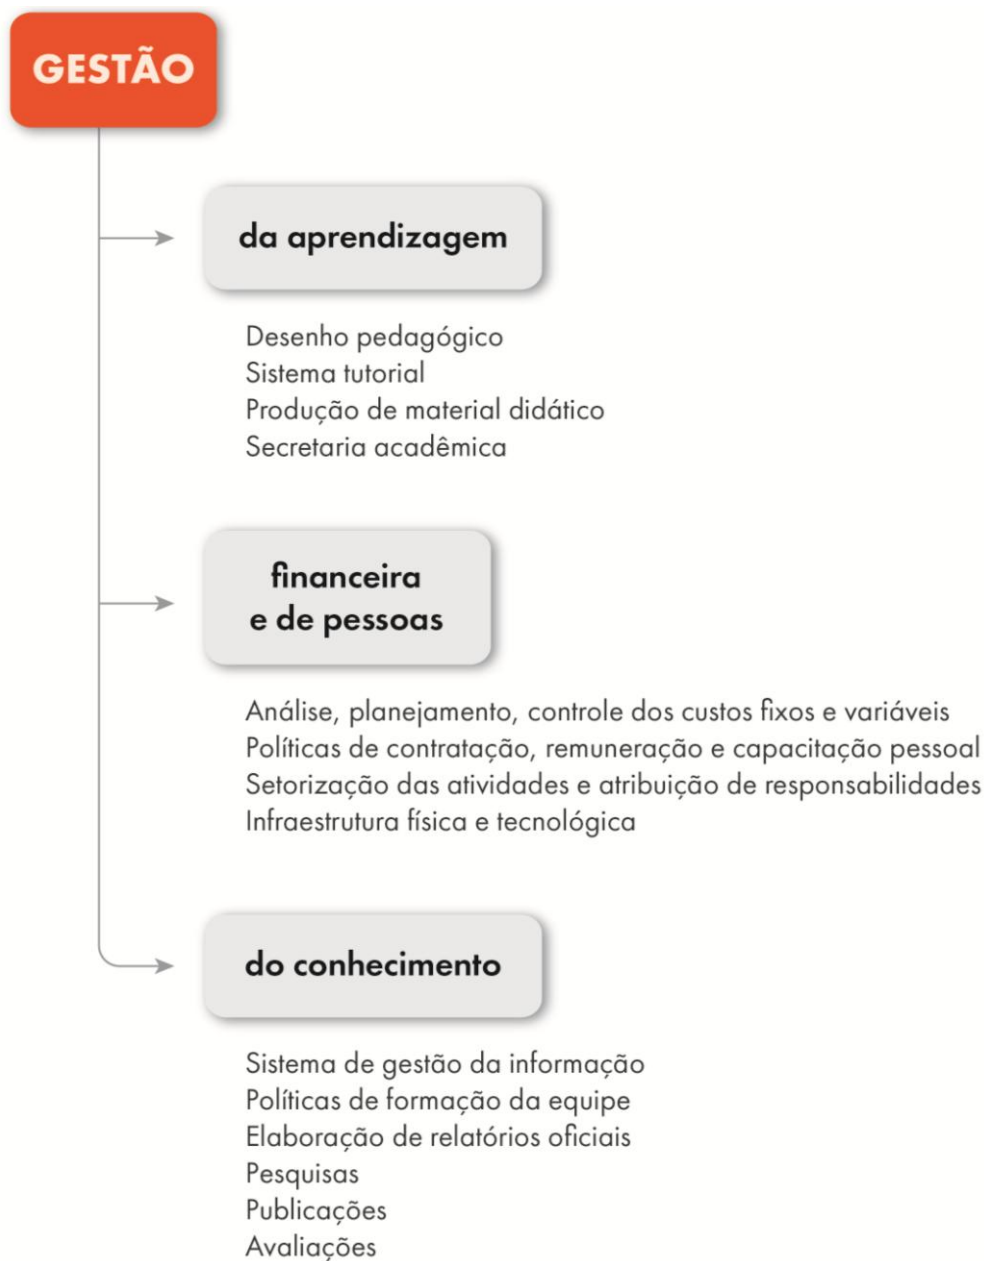 GESTÃO
da aprendizagem
Desenho pedagógico
Sistema tutorial
Produção de material didático
Secretaria acadêmica
financeira
e de pessoas
Análise, planejamento, controle dos custos fixos e variáveis
Políticas de contratação, remuneração e capacitação pessoal
Setorização das atividades e atribuição de responsabilidades
Infraestrutura física e tecnológica
do conhecimento
Sistema de gestão da informação
Políticas de formação da equipe
Elaboração de relatórios oficiais
Pesquisas
Publicações
Avaliações